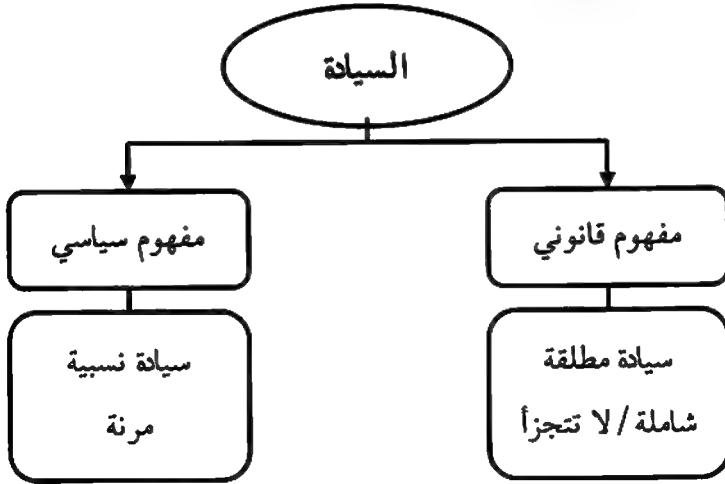 السيادة
مفهوم قانوني
مفهوم سياسي
سيادة مطلقة
شاملة / لا تتجزأ
سيادة نسبية
مرنة